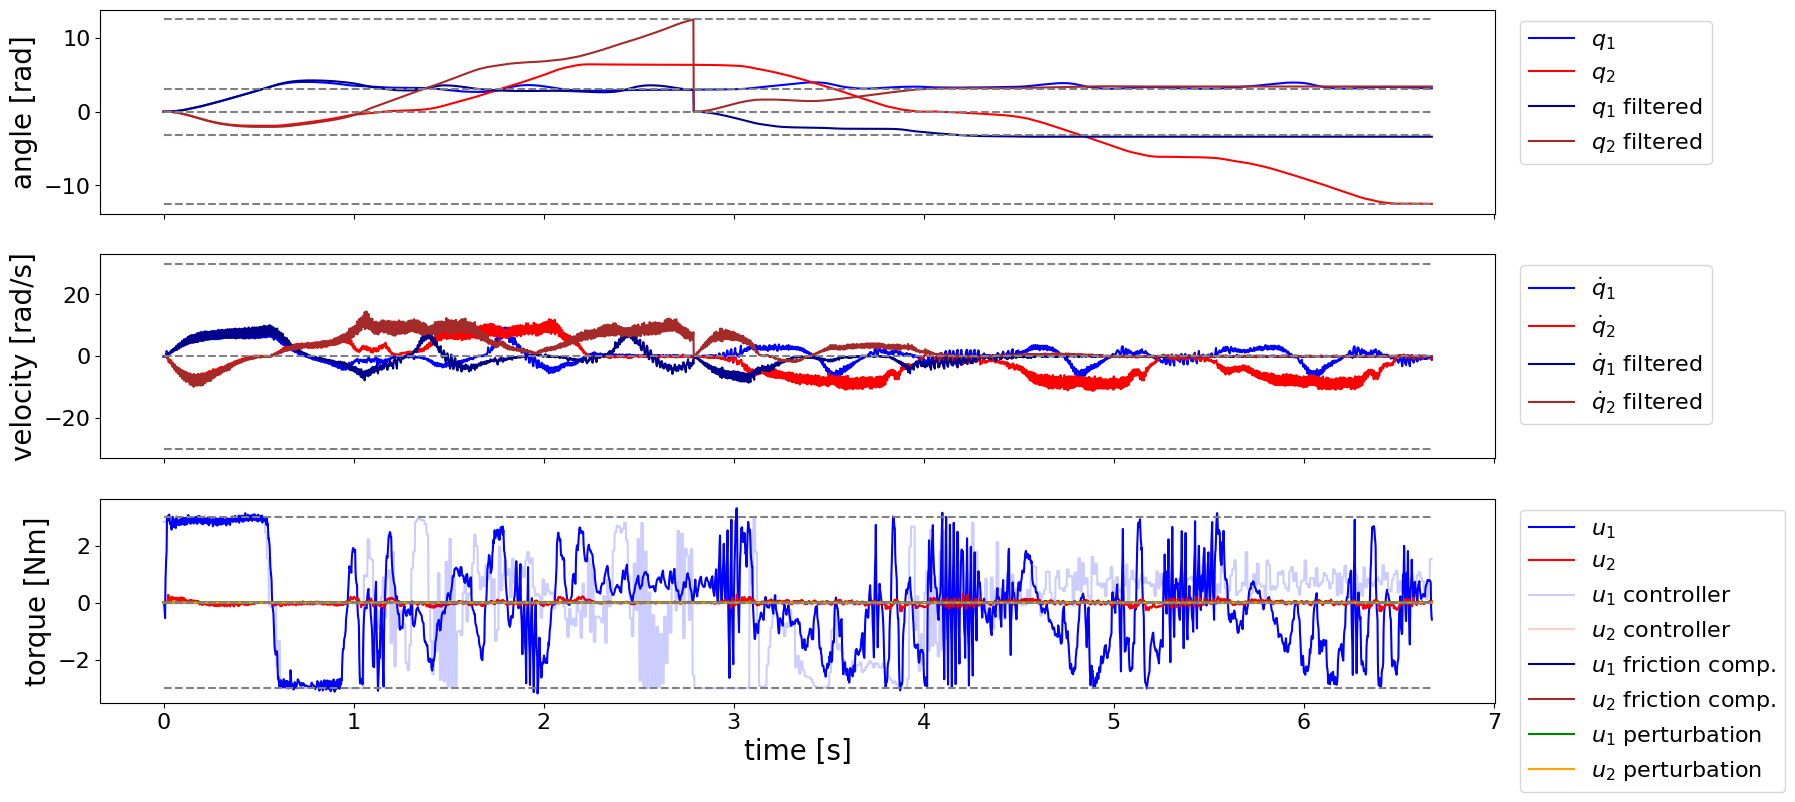 angle [rad]
10
0
−10
q₁
q₂
q₁ filtered
q₂ filtered
velocity [rad/s]
20
0
−20
q̇₁
q̇₂
q̇₁ filtered
q̇₂ filtered
torque [Nm]
2
0
−2
0 1 2 3 4 5 6 7
time [s]
u₁
u₂
u₁ controller
u₂ controller
u₁ friction comp.
u₂ friction comp.
u₁ perturbation
u₂ perturbation